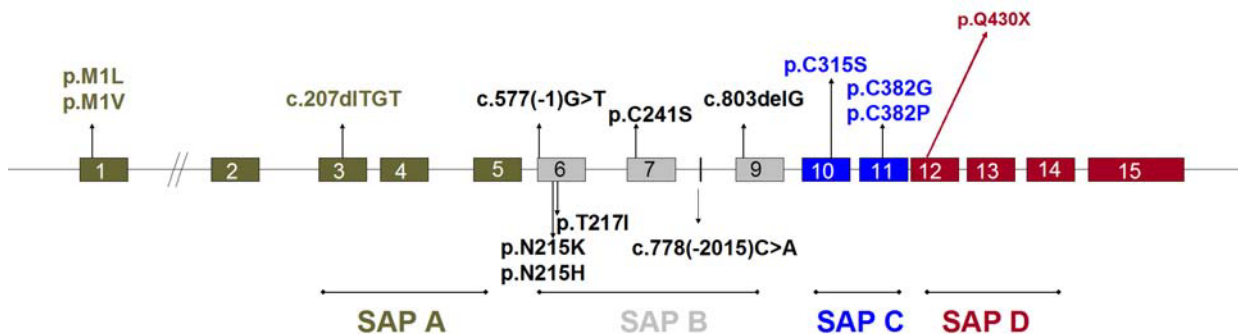 p.Q430X
p.M1L
p.M1V
c.207dlTGT
c.577(-1)G>T
p.C241S
c.803delG
p.C315S
p.C382G
p.C382P
1
2
3
4
5
6
7
9
10
11
12
13
14
15
p.T217I
p.N215K
p.N215H
c.778(-2015)C>A
SAP A
SAP B
SAP C
SAP D